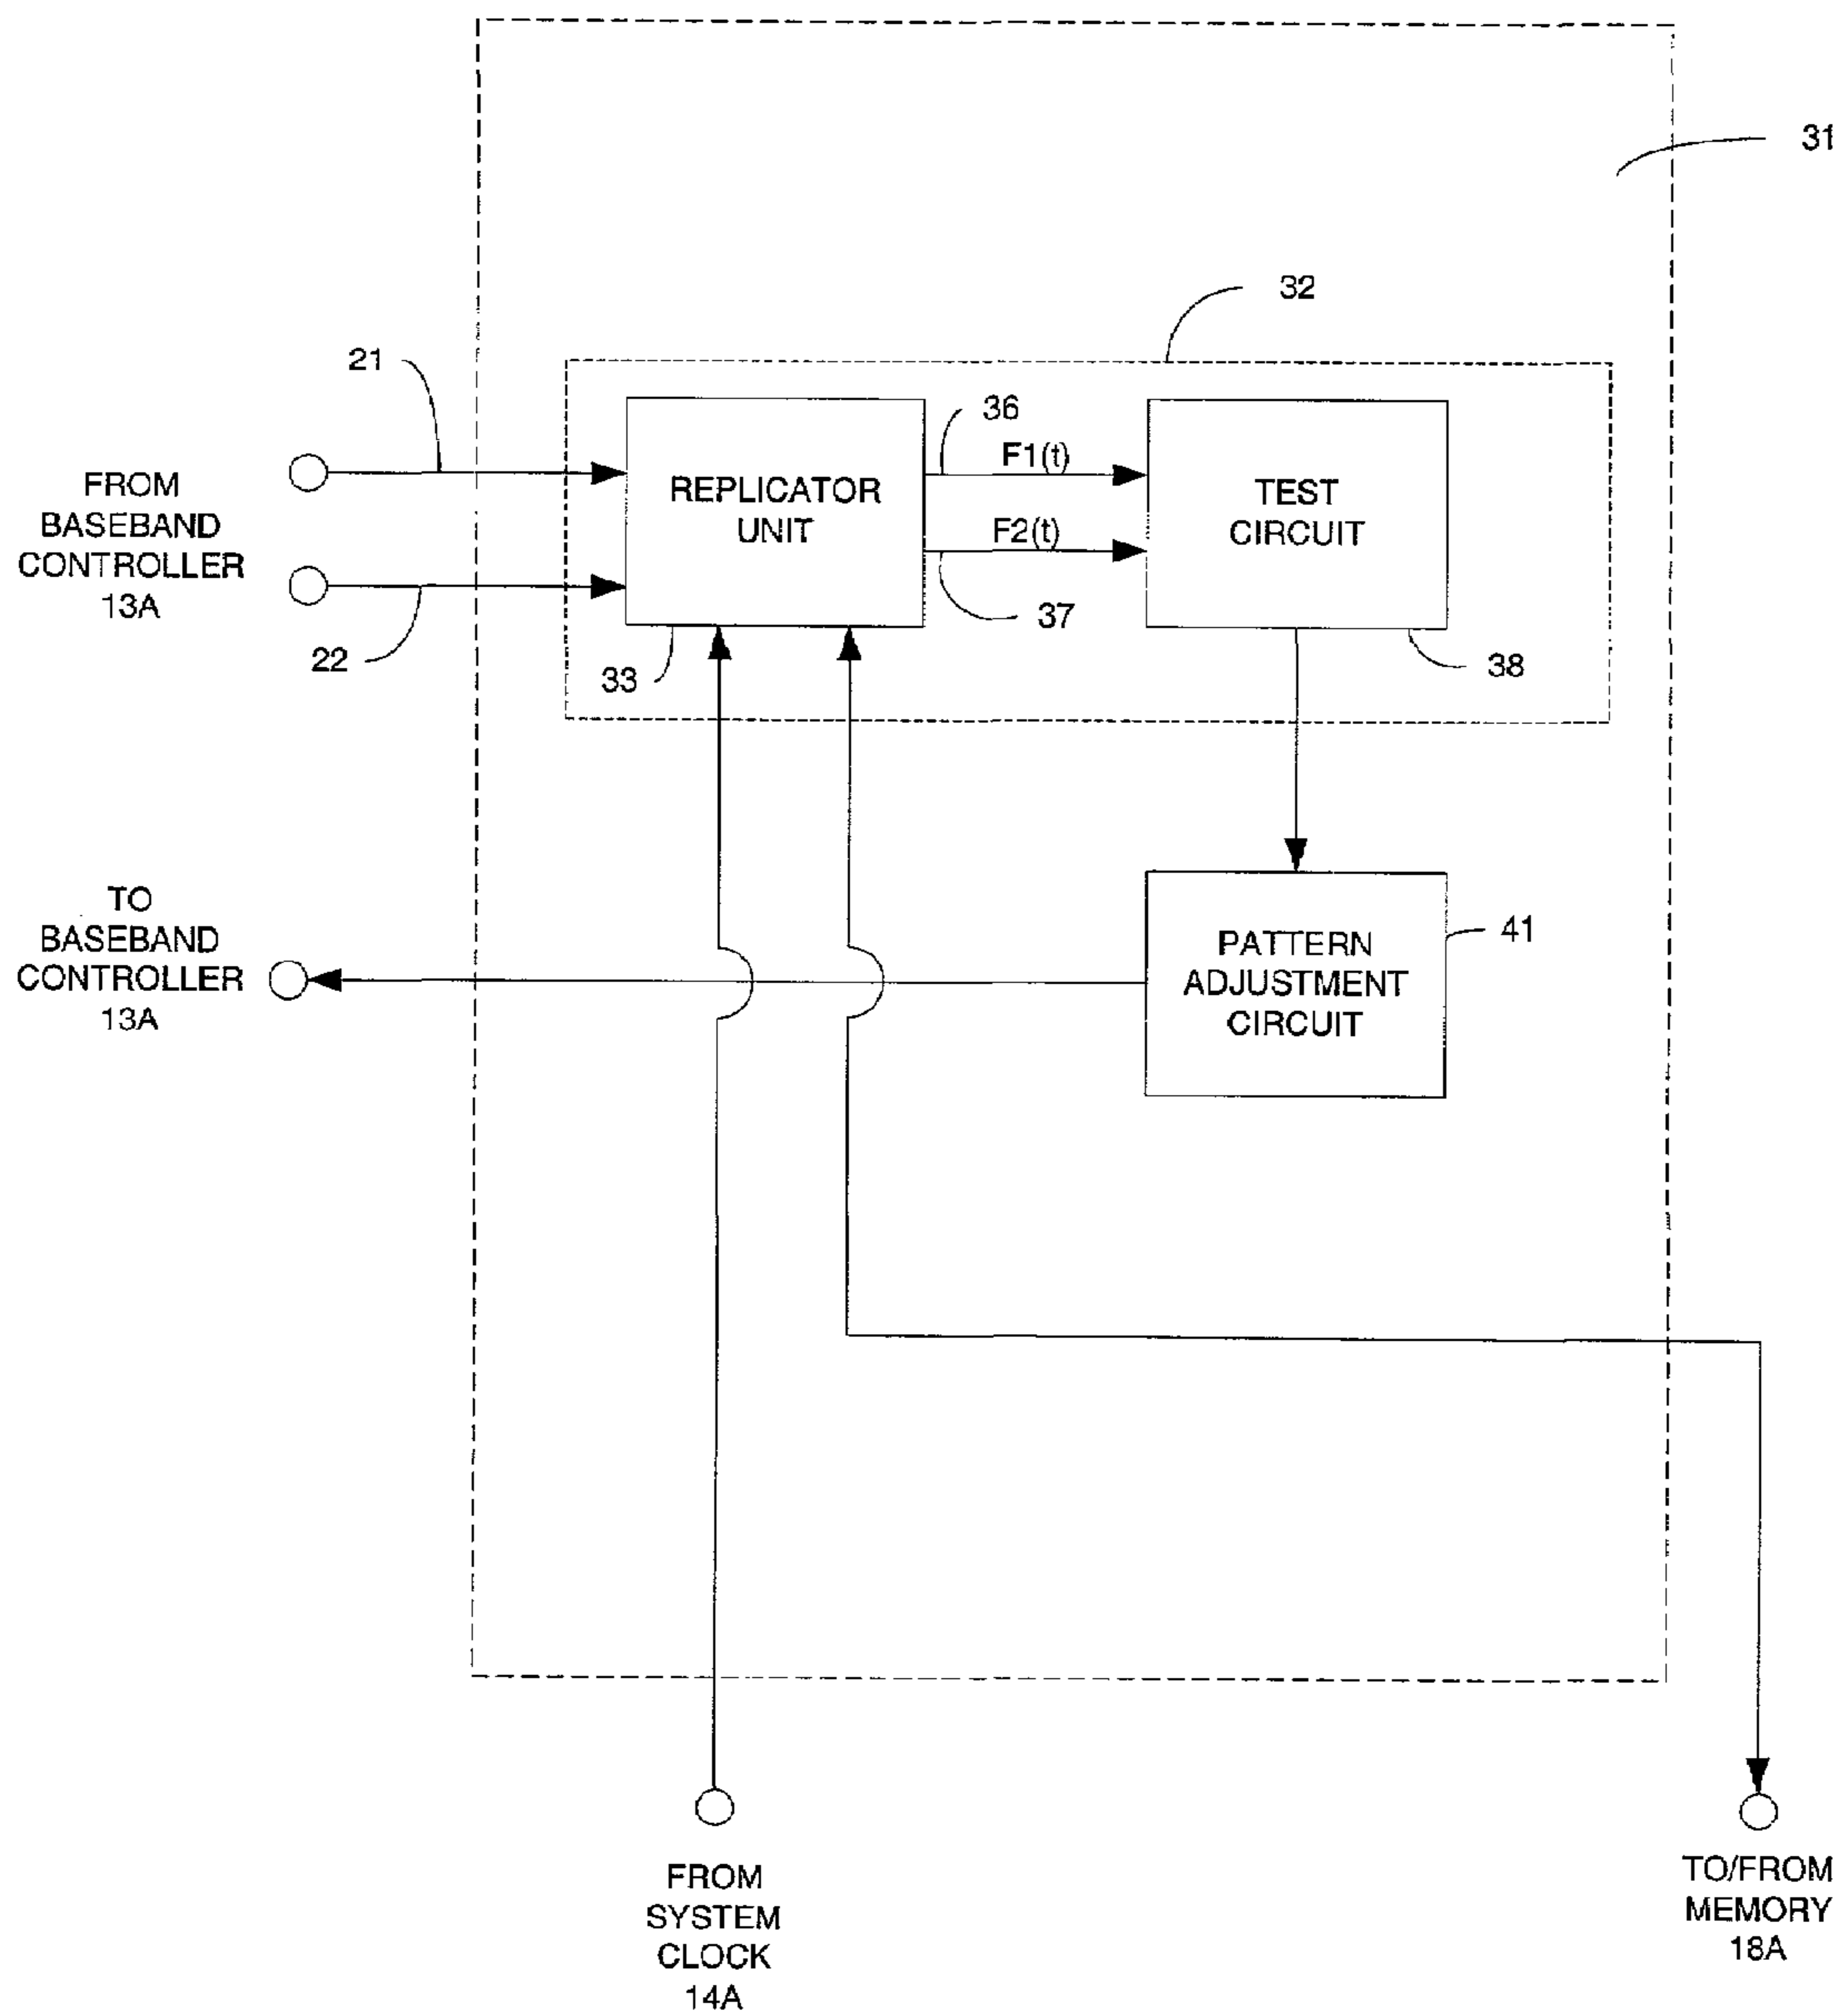 31
32
21
36
F1(t)
F2(t)
37
FROM
BASEBAND
CONTROLLER
13A
REPLICATOR
UNIT
TEST
CIRCUIT
22
33
38
TO
BASEBAND
CONTROLLER
13A
PATTERN
ADJUSTMENT
CIRCUIT
41
FROM
SYSTEM
CLOCK
14A
TO/FROM
MEMORY
18A